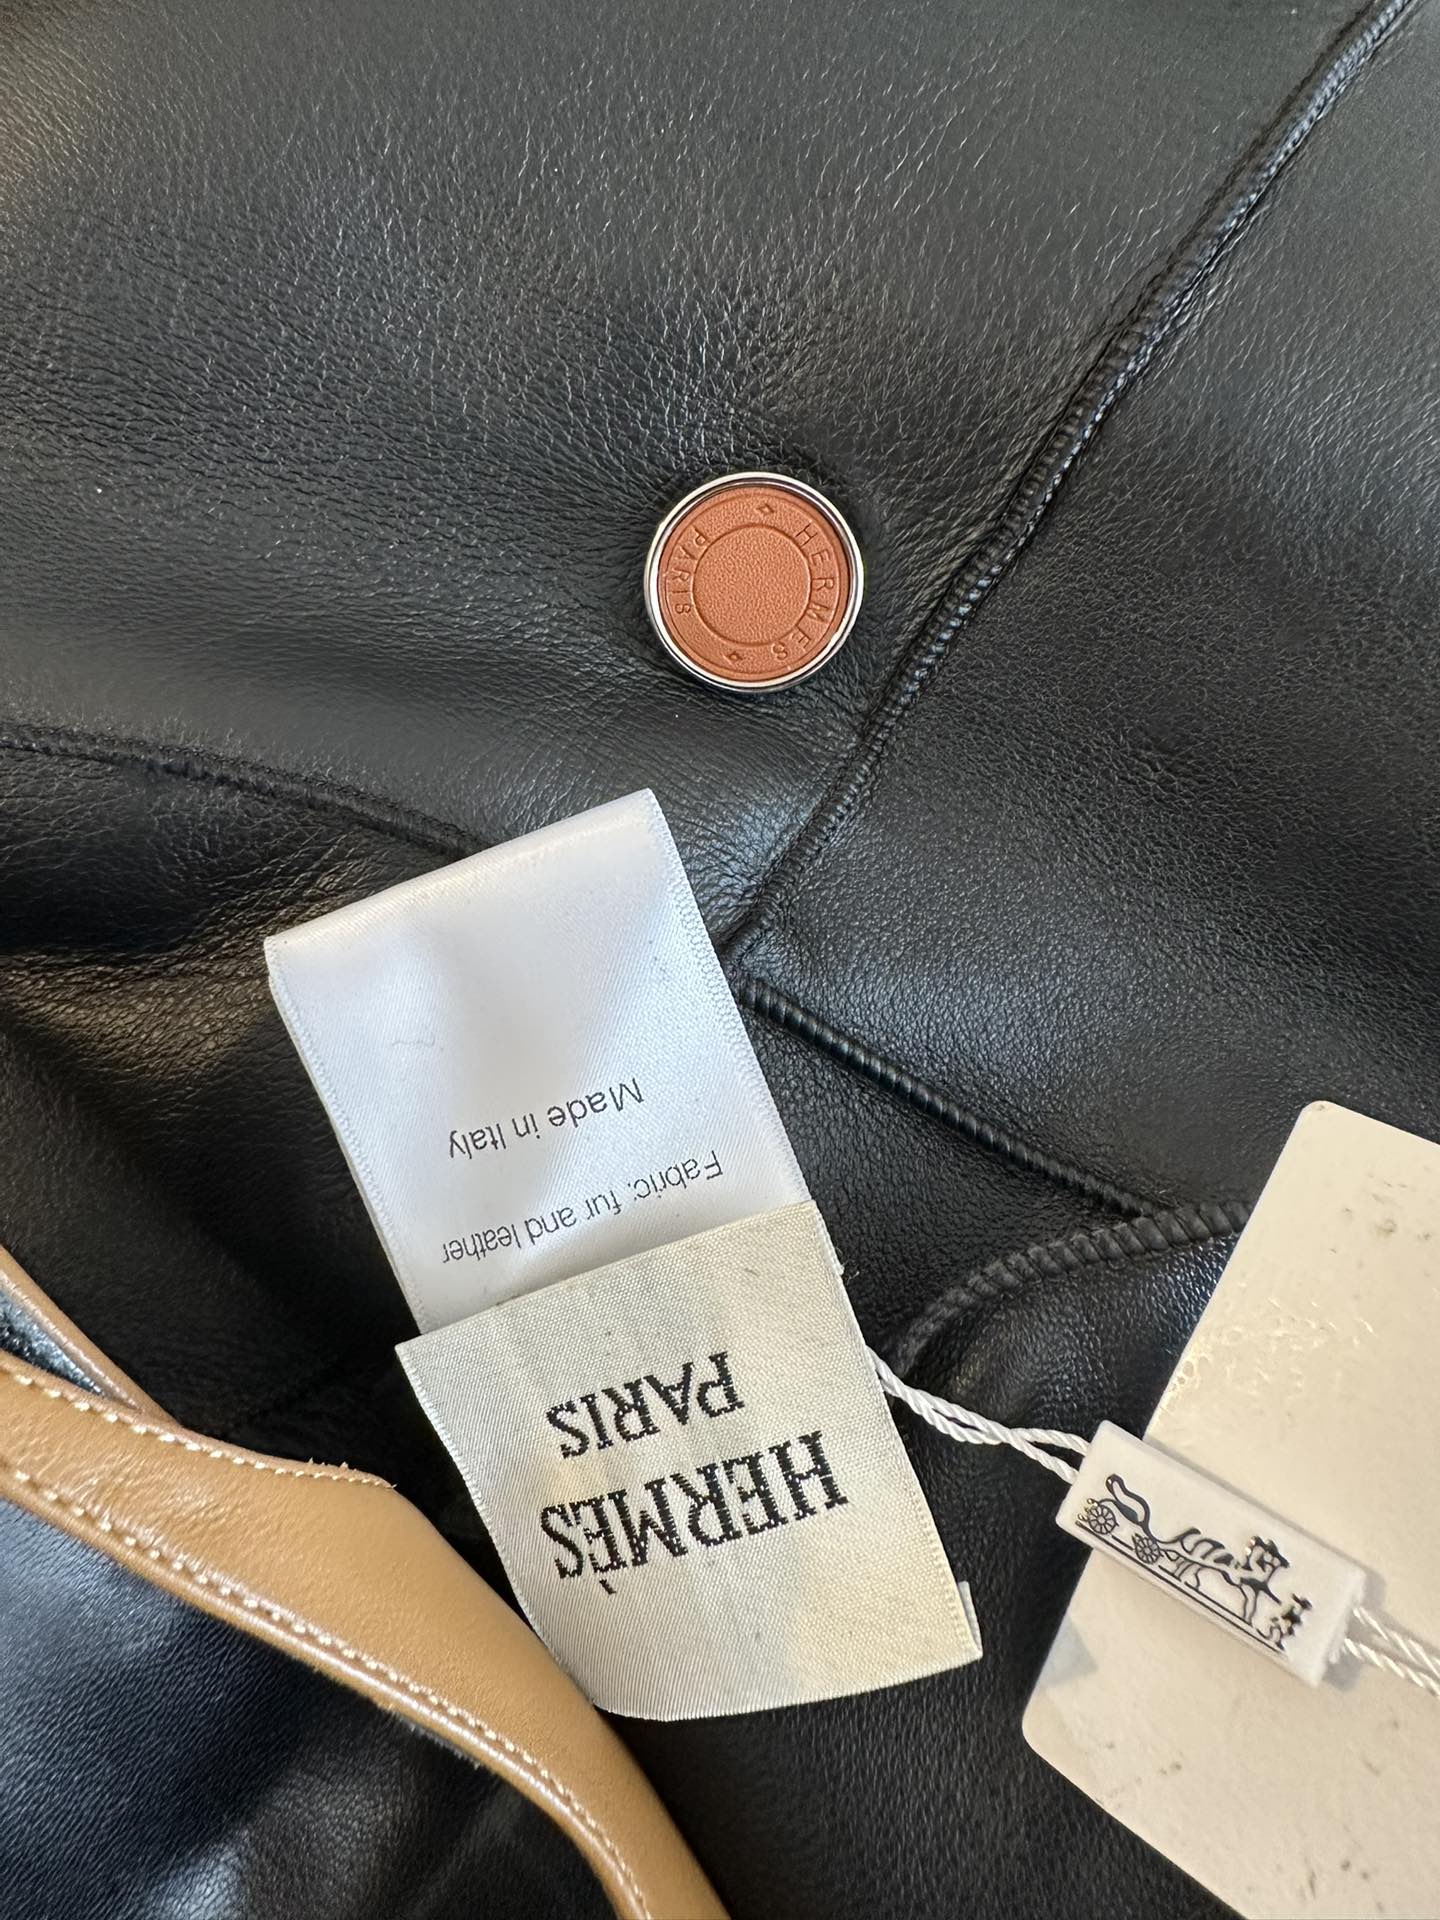 HERMES
PARIS
Made in Italy
Fabric: fur and leather
HERMÈS
PARIS